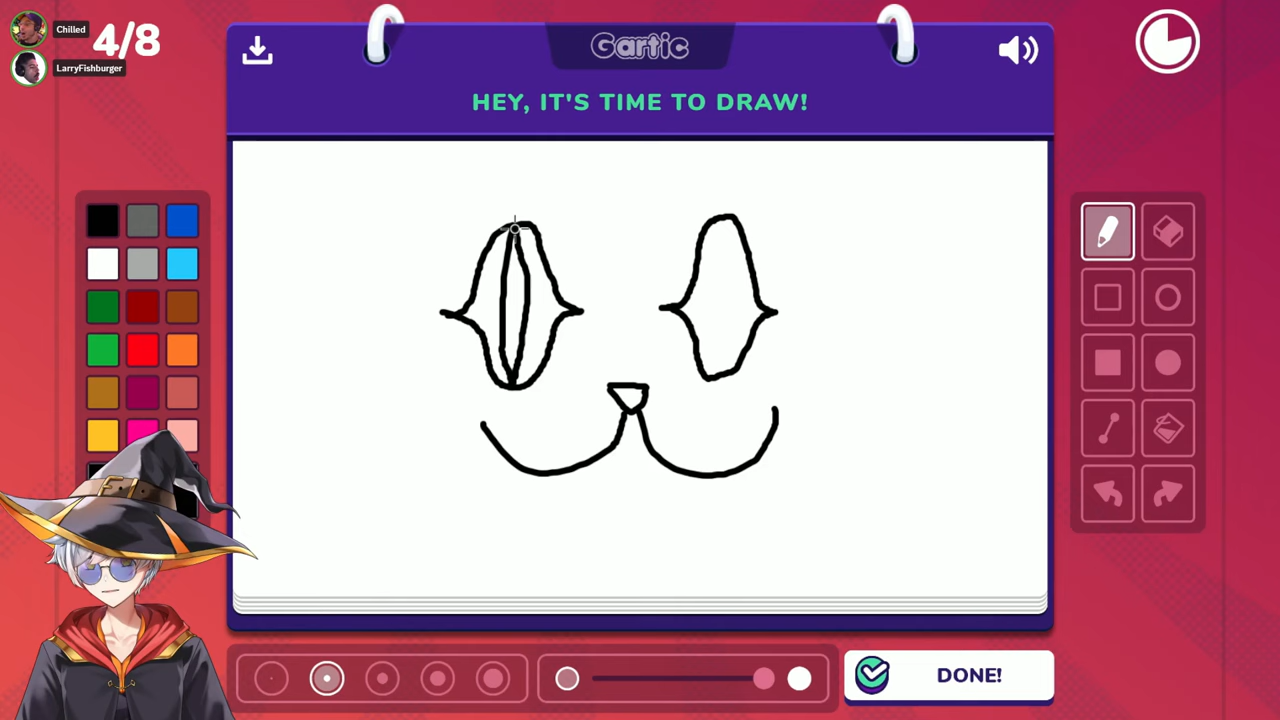 Chilled
4/8
LarryFishburger
Gartic
HEY, IT'S TIME TO DRAW!
DONE!